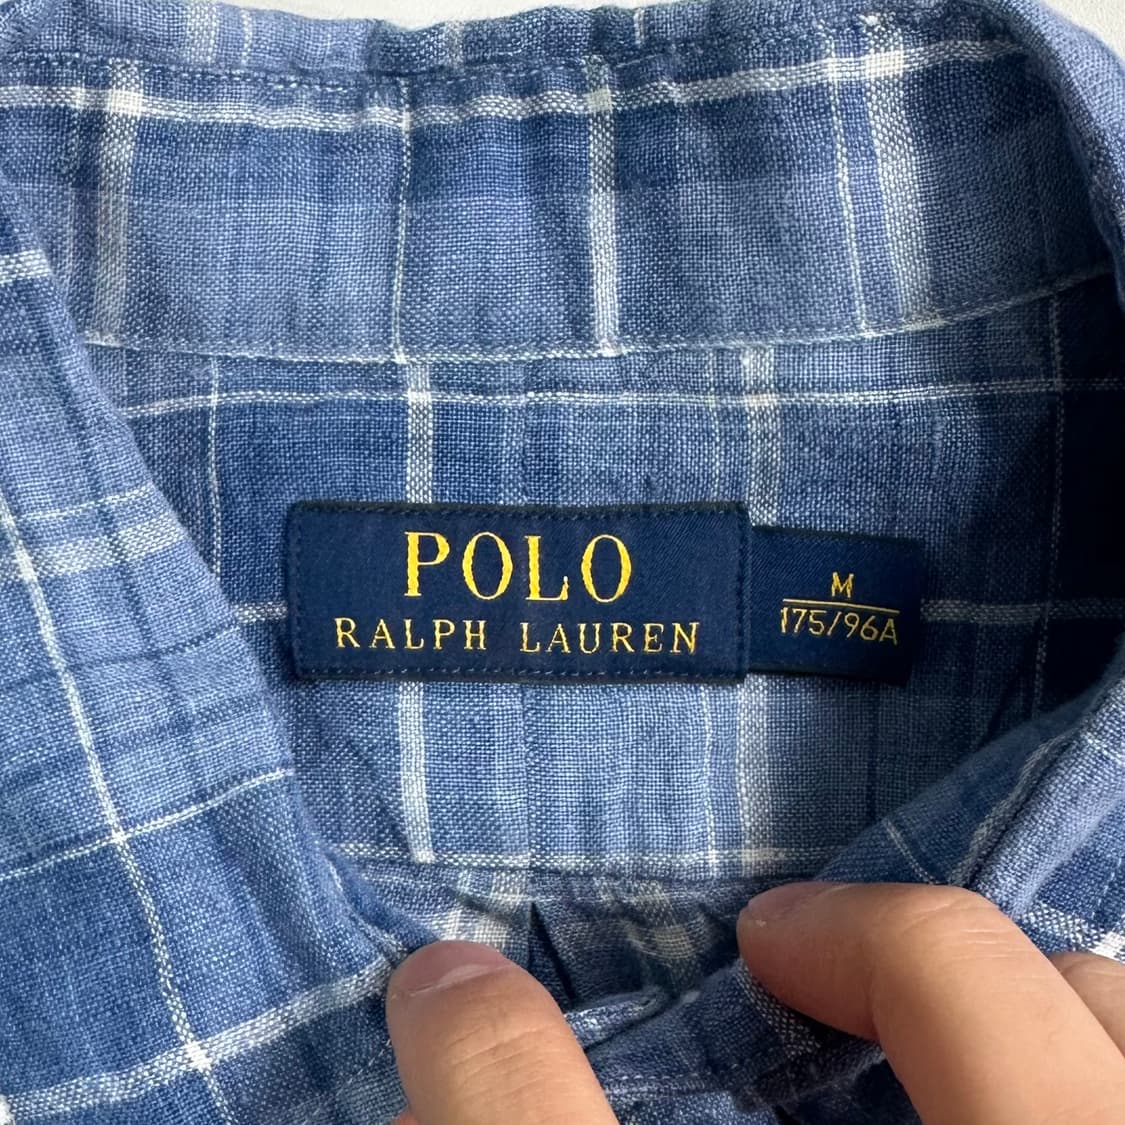 POLO
RALPH LAUREN
M
175/96A